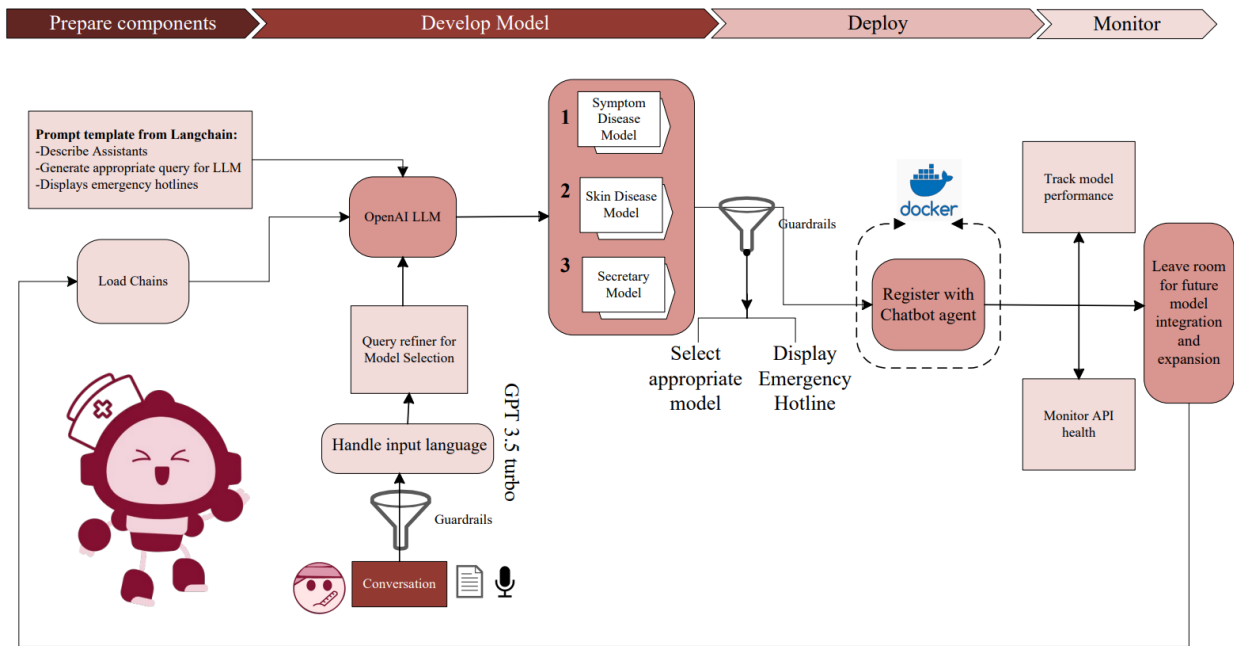 Prepare components
Develop Model
Deploy
Monitor
Prompt template from Langchain:
-Describe Assistants
-Generate appropriate query for LLM
-Displays emergency hotlines
Load Chains
OpenAI LLM
Query refiner for
Model Selection
Handle input language
GPT 3.5 turbo
Guardrails
Conversation
1
Symptom
Disease
Model
2
Skin Disease
Model
3
Secretary
Model
Guardrails
Select
appropriate
model
Display
Emergency
Hotline
docker
Register with
Chatbot agent
Track model
performance
Monitor API
health
Leave room
for future
model
integration
and
expansion